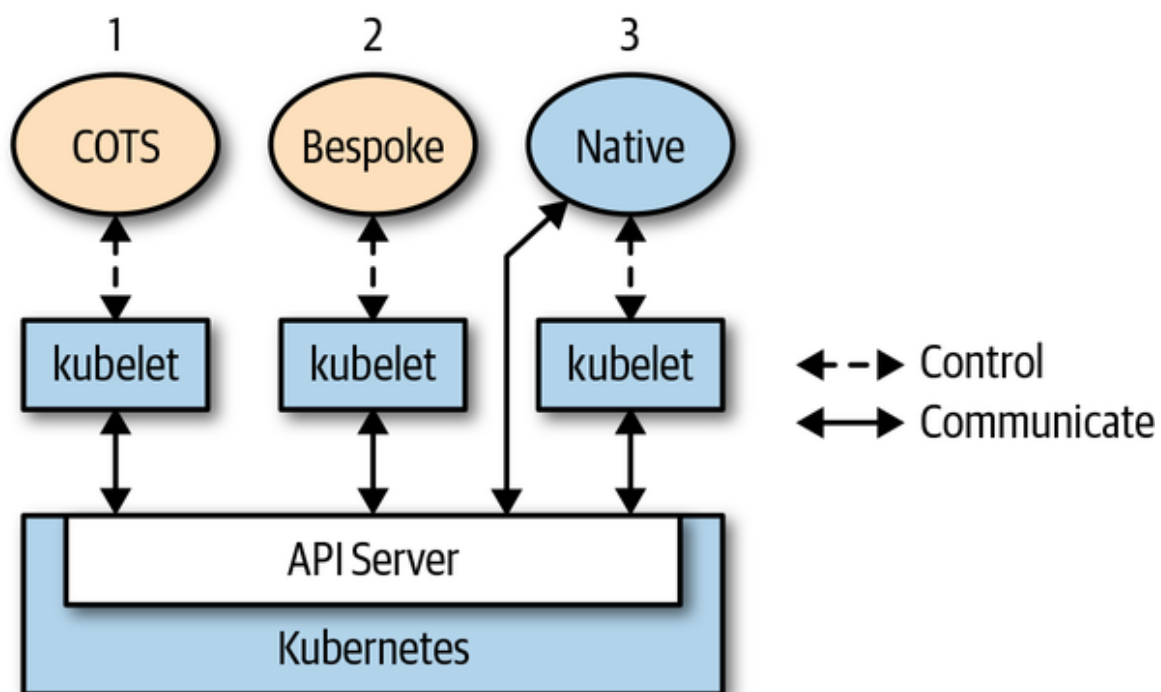 1
2
3
COTS
Bespoke
Native
kubelet
kubelet
kubelet
Control
Communicate
API Server
Kubernetes